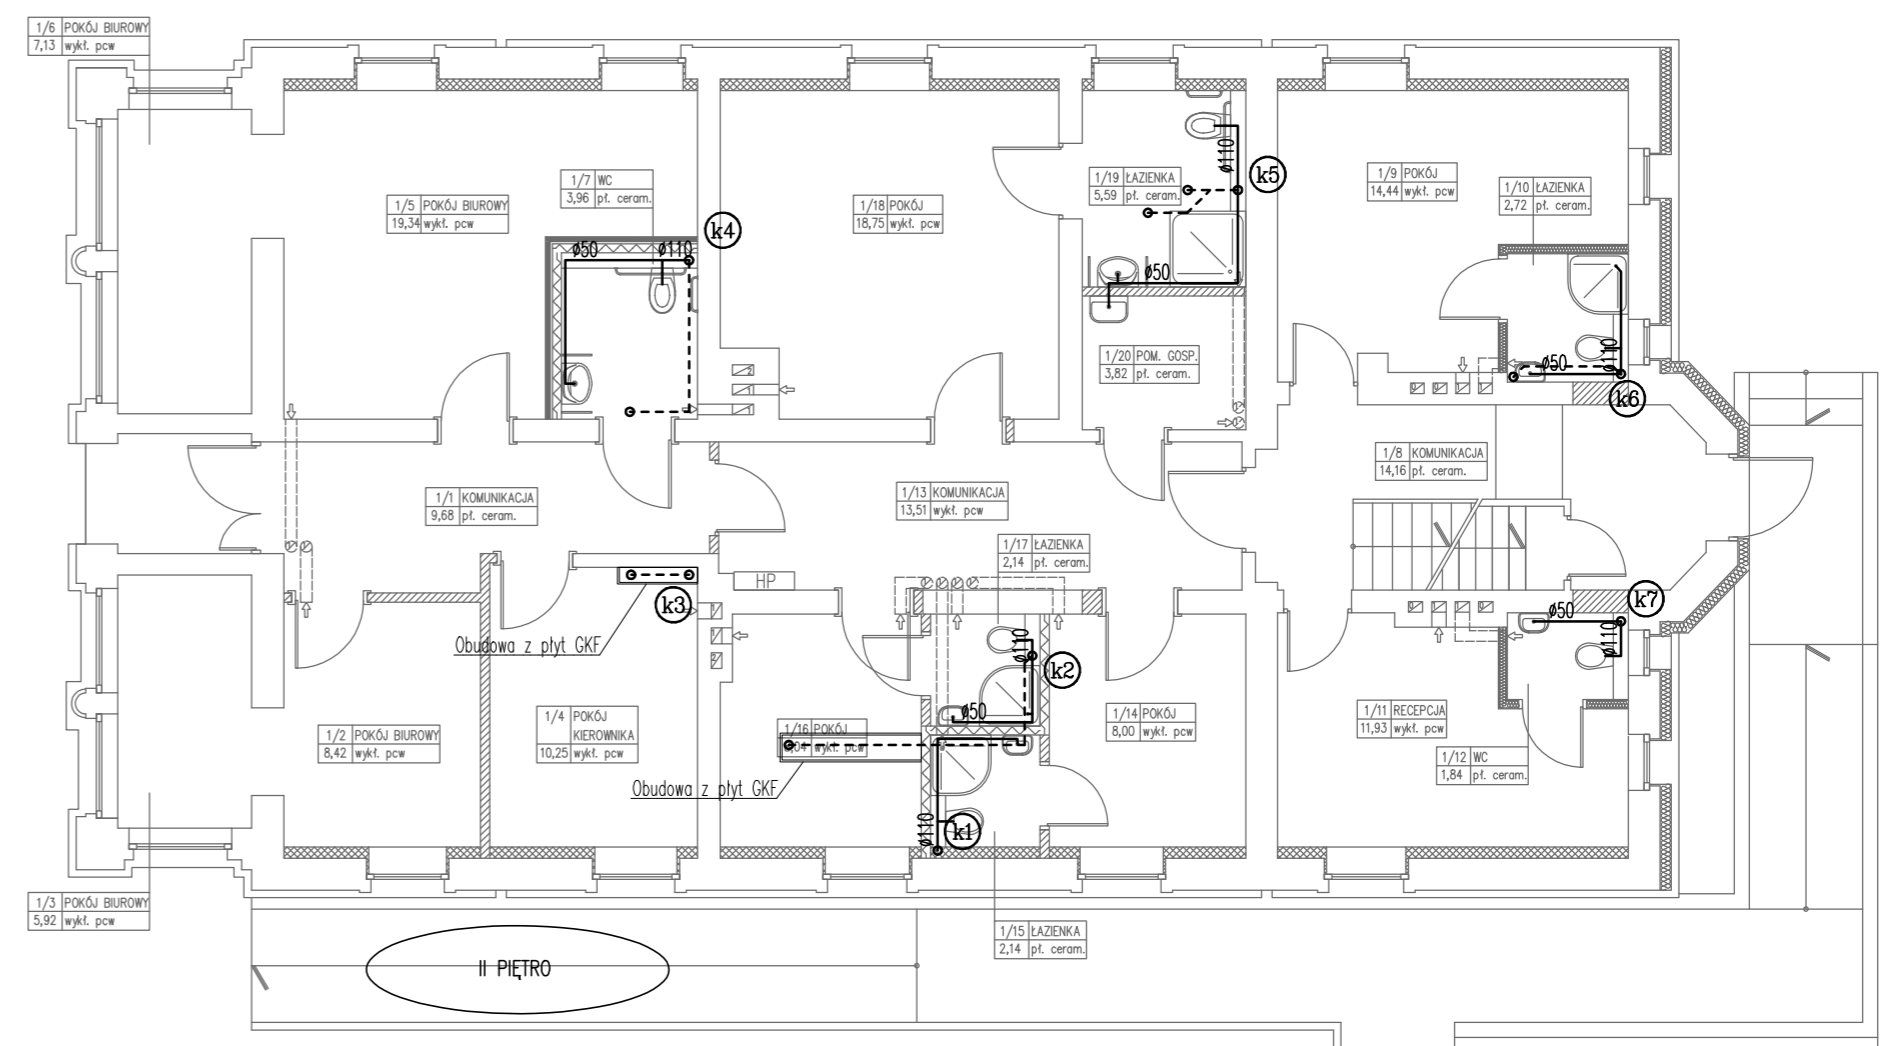 1/6 POKÓJ BIUROWY
7,13 wykł. pcw
1/7 WC
3,96 pł. ceram.
1/5 POKÓJ BIUROWY
19,34 wykł. pcw
k4
ø50
ø110
1/18 POKÓJ
18,75 wykł. pcw
1/19 ŁAZIENKA
5,59 pł. ceram.
ø110
k5
ø50
1/9 POKÓJ
14,44 wykł. pcw
1/10 ŁAZIENKA
2,72 pł. ceram.
1/20 POM. GOSP.
3,82 pł. ceram.
ø50
ø110
k6
1/8 KOMUNIKACJA
14,16 pł. ceram.
1/1 KOMUNIKACJA
9,68 pł. ceram.
1/13 KOMUNIKACJA
13,51 wykł. pcw
1/17 ŁAZIENKA
2,14 pł. ceram.
HP
k3
Obudowa z płyt GKF
ø110
k2
ø50
ø50
k7
ø110
1/2 POKÓJ BIUROWY
8,42 wykł. pcw
1/4 POKÓJ
KIEROWNIKA
10,25 wykł. pcw
1/16 POKÓJ
wykł. pcw
1/14 POKÓJ
8,00 wykł. pcw
1/11 RECEPCJA
11,93 wykł. pcw
1/12 WC
1,84 pł. ceram.
Obudowa z płyt GKF
ø110
k1
1/3 POKÓJ BIUROWY
5,92 wykł. pcw
1/15 ŁAZIENKA
2,14 pł. ceram.
II PIĘTRO